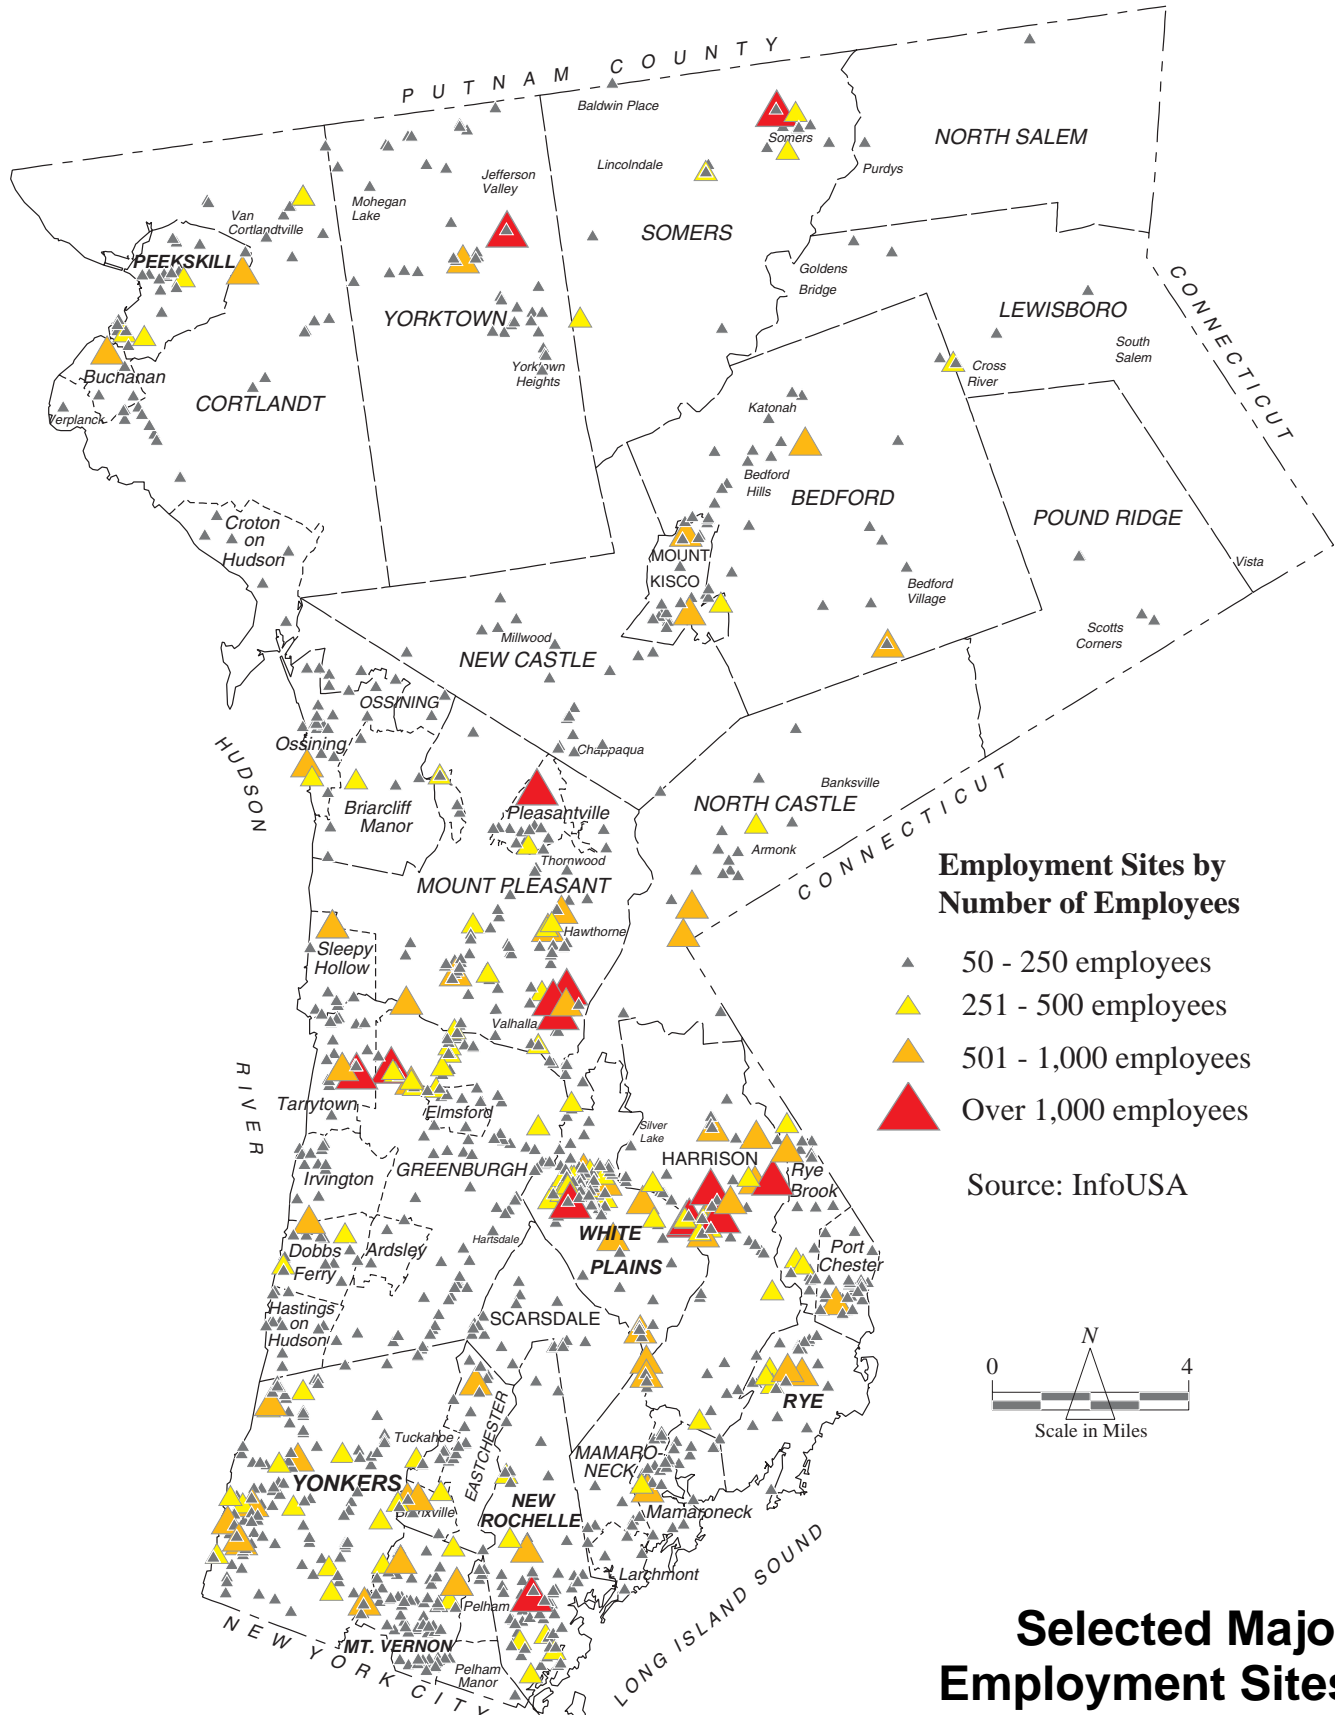 PUTNAM COUNTY
Baldwin Place
Somers
NORTH SALEM
Lincolndale
Purdys
Jefferson
Valley
Mohegan
Lake
Van
Cortlandtville
SOMERS
PEEKSKILL
Goldens
Bridge
CONNECTICUT
LEWISBORO
YORKTOWN
South
Salem
Yorktown
Heights
Cross
River
Buchanan
CORTLANDT
Verplanck
Katonah
Bedford
Hills
BEDFORD
POUND RIDGE
Croton
on
Hudson
MOUNT
KISCO
Vista
Bedford
Village
Scotts
Corners
Millwood
NEW CASTLE
OSSINING
HUDSON
Ossining
Chappaqua
Banksville
NORTH CASTLE
Briarcliff
Manor
Pleasantville
Thornwood
Armonk
CONNECTICUT
MOUNT PLEASANT
Employment Sites by
Number of Employees
50 - 250 employees
251 - 500 employees
501 - 1,000 employees
Over 1,000 employees
Source: InfoUSA
Hawthorne
Sleepy
Hollow
Valhalla
RIVER
Tarrytown
Elmsford
Silver
Lake
HARRISON
Irvington
GREENBURGH
Rye
Brook
WHITE
PLAINS
Hartsdale
Dobbs
Ferry
Ardsley
Port
Chester
Hastings
on
Hudson
SCARSDALE
N
0 4
Scale in Miles
RYE
EASTCHESTER
Tuckahoe
MAMARO-
NECK
YONKERS
Bronxville
NEW
ROCHELLE
Mamaroneck
Larchmont
LONG ISLAND SOUND
Pelham
MT. VERNON
Pelham
Manor
NEW YORK CITY
Selected Majo
Employment Sites